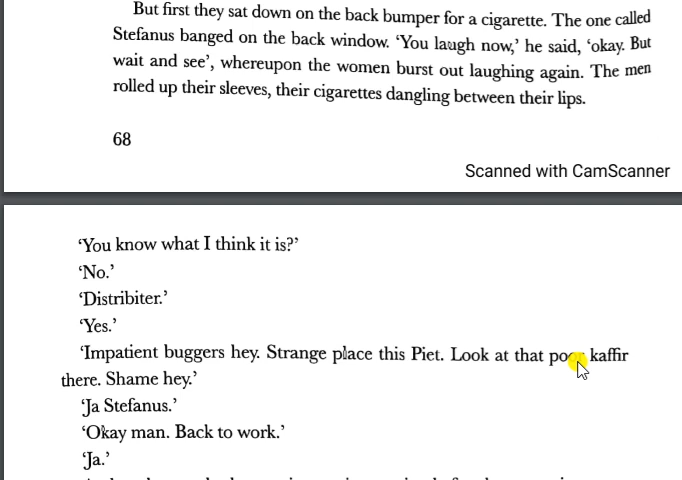 But first they sat down on the back bumper for a cigarette. The one called
Stefanus banged on the back window. ‘You laugh now,’ he said, ‘okay. But
wait and see’, whereupon the women burst out laughing again. The men
rolled up their sleeves, their cigarettes dangling between their lips.
68
Scanned with CamScanner
‘You know what I think it is?’
‘No.’
‘Distribiter.’
‘Yes.’
‘Impatient buggers hey. Strange place this Piet. Look at that kaffir
there. Shame hey.’
‘Ja Stefanus.’
‘Okay man. Back to work.’
‘Ja.’